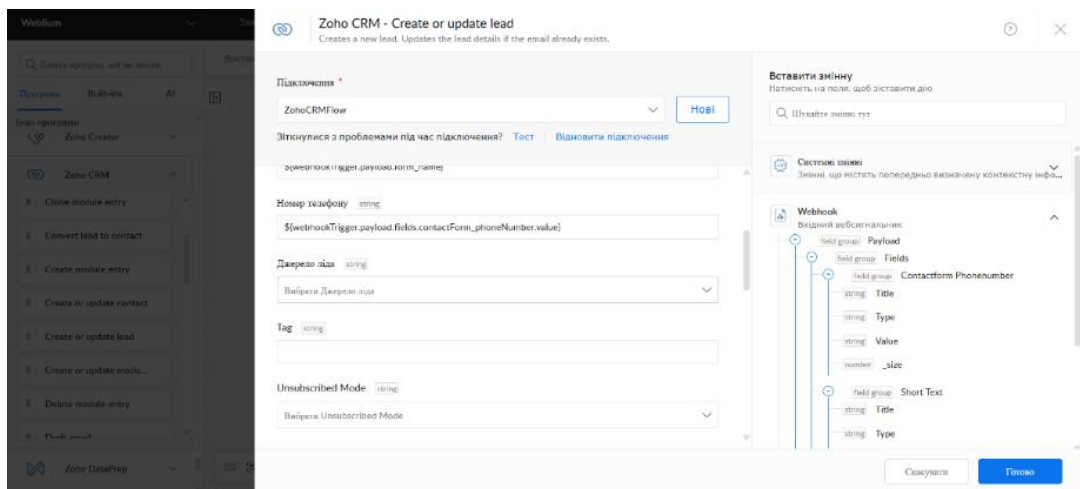 Weblium
Zoho CRM - Create or update lead
Creates a new lead. Updates the lead details if the email already exists.
Built-ins
AI
Інші програми
Zoho Creator
Zoho CRM
Clone module entry
Convert lead to contact
Create module entry
Create or update contact
Create or update lead
Create or update modu...
Delete module entry
Draft email
Zoho DataPrep
Підключення *
ZohoCRMFlow
Нові
Зіткнулися з проблемами під час підключення? Тест Відновити підключення
${webhookTrigger.payload.form_name}
Номер телефону string
${webhookTrigger.payload.fields.contactForm_phoneNumber.value}
Джерело ліда string
Вибрати Джерело ліда
Tag string
Unsubscribed Mode string
Вибрати Unsubscribed Mode
Вставити змінну
Натисніть на поля, щоб зіставити дію
Шукайте змінні тут
Системні змінні
Змінні, що містять попередньо визначену контекстну інфо...
Webhook
Вхідний вебсигнальник
field group Payload
field group Fields
field group Contactform Phonenumber
string Title
string Type
string Value
number _size
field group Short Text
string Title
string Type
Скасувати
Готово